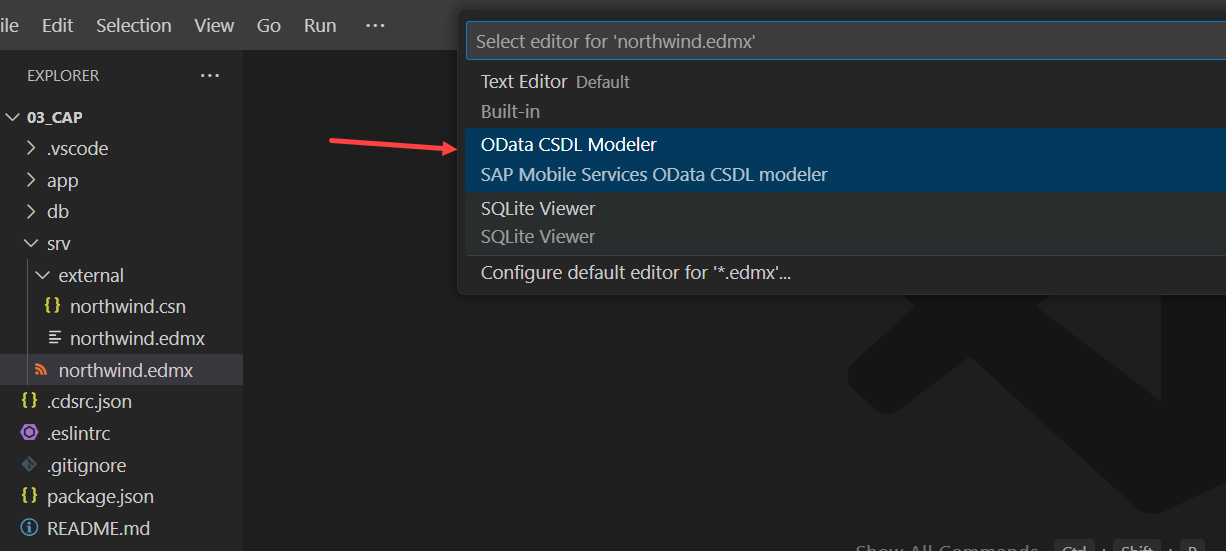 ile Edit Selection View Go Run ···
Select editor for 'northwind.edmx'
Text Editor Default
Built-in
OData CSDL Modeler
SAP Mobile Services OData CSDL modeler
SQLite Viewer
SQLite Viewer
Configure default editor for '*.edmx'...
EXPLORER ···
03_CAP
.vscode
app
db
srv
external
northwind.csn
northwind.edmx
northwind.edmx
.cdsrc.json
.eslintrc
.gitignore
package.json
README.md
Show All Commands Ctrl + Shift + P